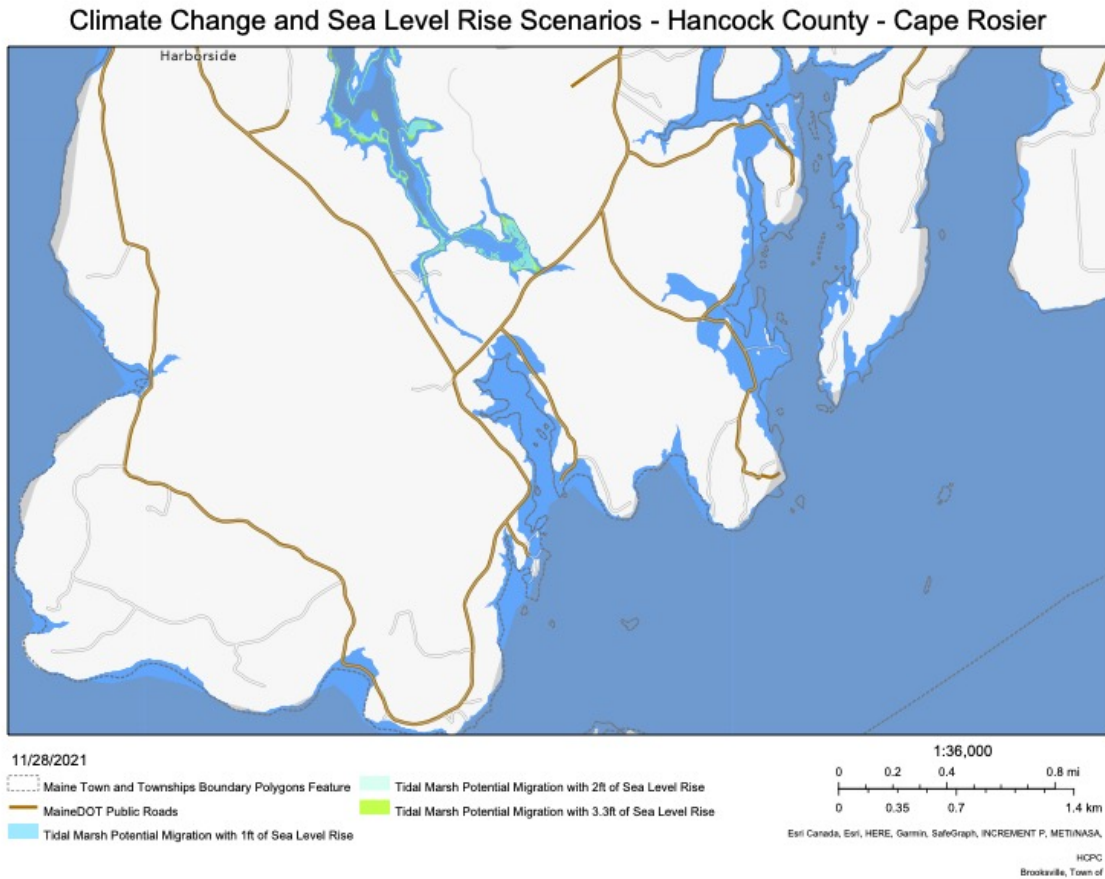 Climate Change and Sea Level Rise Scenarios - Hancock County - Cape Rosier
Harborside
11/28/2021
Maine Town and Townships Boundary Polygons Feature
MaineDOT Public Roads
Tidal Marsh Potential Migration with 1ft of Sea Level Rise
Tidal Marsh Potential Migration with 2ft of Sea Level Rise
Tidal Marsh Potential Migration with 3.3ft of Sea Level Rise
1:36,000
0 0.2 0.4 0.8 mi
0 0.35 0.7 1.4 km
Esri Canada, Esri, HERE, Garmin, SafeGraph, INCREMENT P, METI/NASA,
HCPC
Brooksville, Town of